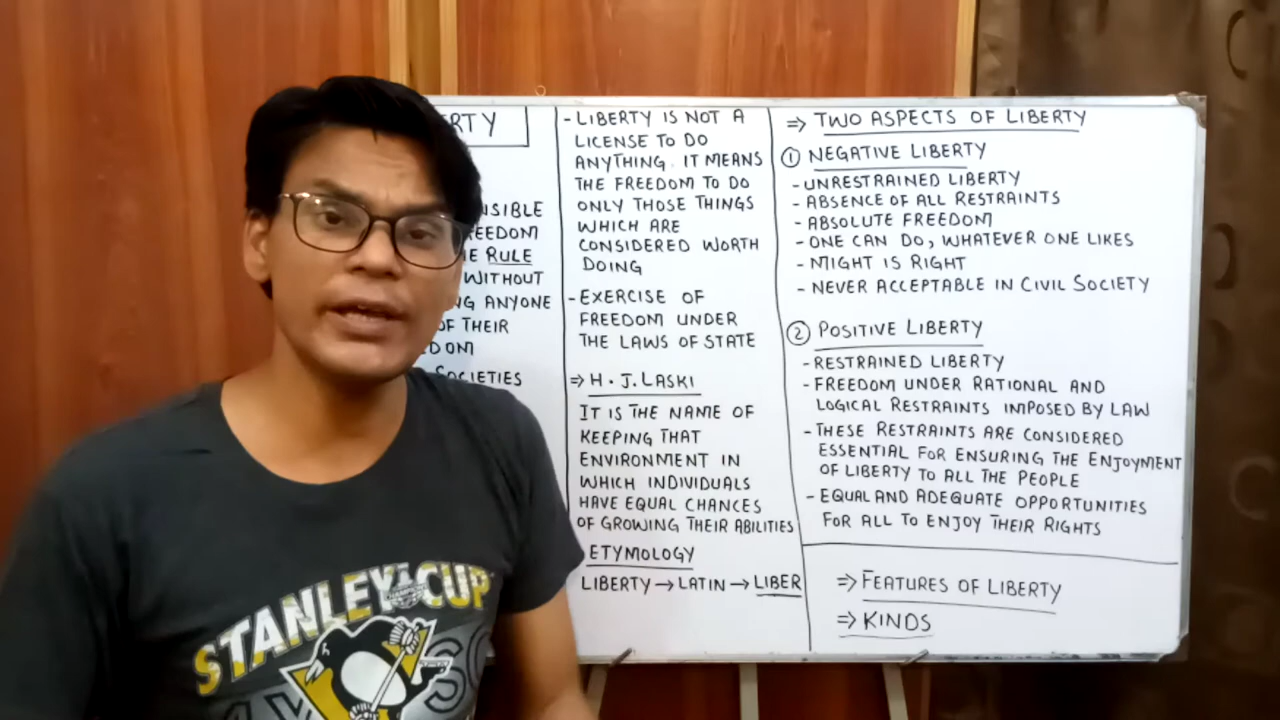 RTY
NSIBLE
REEDOM
RULE
WITHOUT
NG ANYONE
OF THEIR
DOM
SOCIETIES
- LIBERTY IS NOT A
LICENSE TO DO
ANYTHING. IT MEANS
THE FREEDOM TO DO
ONLY THOSE THINGS
WHICH ARE
CONSIDERED WORTH
DOING
- EXERCISE OF
FREEDOM UNDER
THE LAWS OF STATE
⇒ H. J. LASKI
IT IS THE NAME OF
KEEPING THAT
ENVIRONMENT IN
WHICH INDIVIDUALS
HAVE EQUAL CHANCES
OF GROWING THEIR ABILITIES
ETYMOLOGY
LIBERTY → LATIN → LIBER
⇒ TWO ASPECTS OF LIBERTY
① NEGATIVE LIBERTY
- UNRESTRAINED LIBERTY
- ABSENCE OF ALL RESTRAINTS
- ABSOLUTE FREEDOM
- ONE CAN DO, WHATEVER ONE LIKES
- MIGHT IS RIGHT
- NEVER ACCEPTABLE IN CIVIL SOCIETY
② POSITIVE LIBERTY
- RESTRAINED LIBERTY
- FREEDOM UNDER RATIONAL AND
LOGICAL RESTRAINTS IMPOSED BY LAW
- THESE RESTRAINTS ARE CONSIDERED
ESSENTIAL FOR ENSURING THE ENJOYMENT
OF LIBERTY TO ALL THE PEOPLE
- EQUAL AND ADEQUATE OPPORTUNITIES
FOR ALL TO ENJOY THEIR RIGHTS
⇒ FEATURES OF LIBERTY
⇒ KINDS
STANLEY CUP